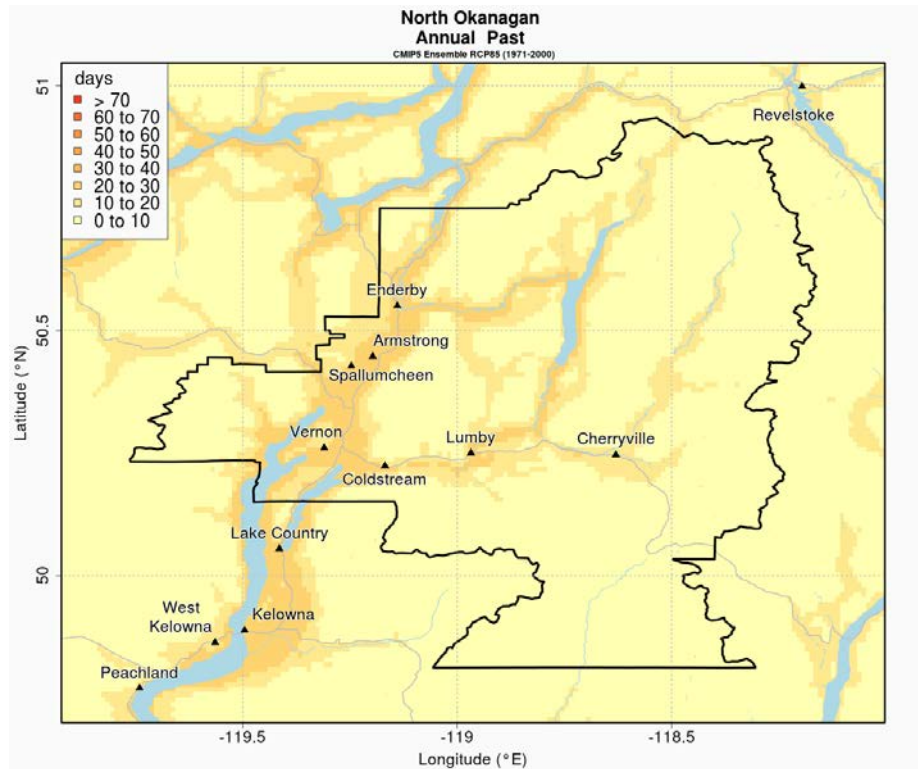 North Okanagan
Annual Past
CMIP5 Ensemble RCP85 (1971-2000)
days
> 70
60 to 70
50 to 60
40 to 50
30 to 40
20 to 30
10 to 20
0 to 10
51
Revelstoke
Enderby
50.5
Armstrong
Spallumcheen
Vernon
Lumby
Cherryville
Coldstream
Lake Country
50
West
Kelowna
Kelowna
Peachland
-119.5
-119
-118.5
Latitude (°N)
Longitude (°E)